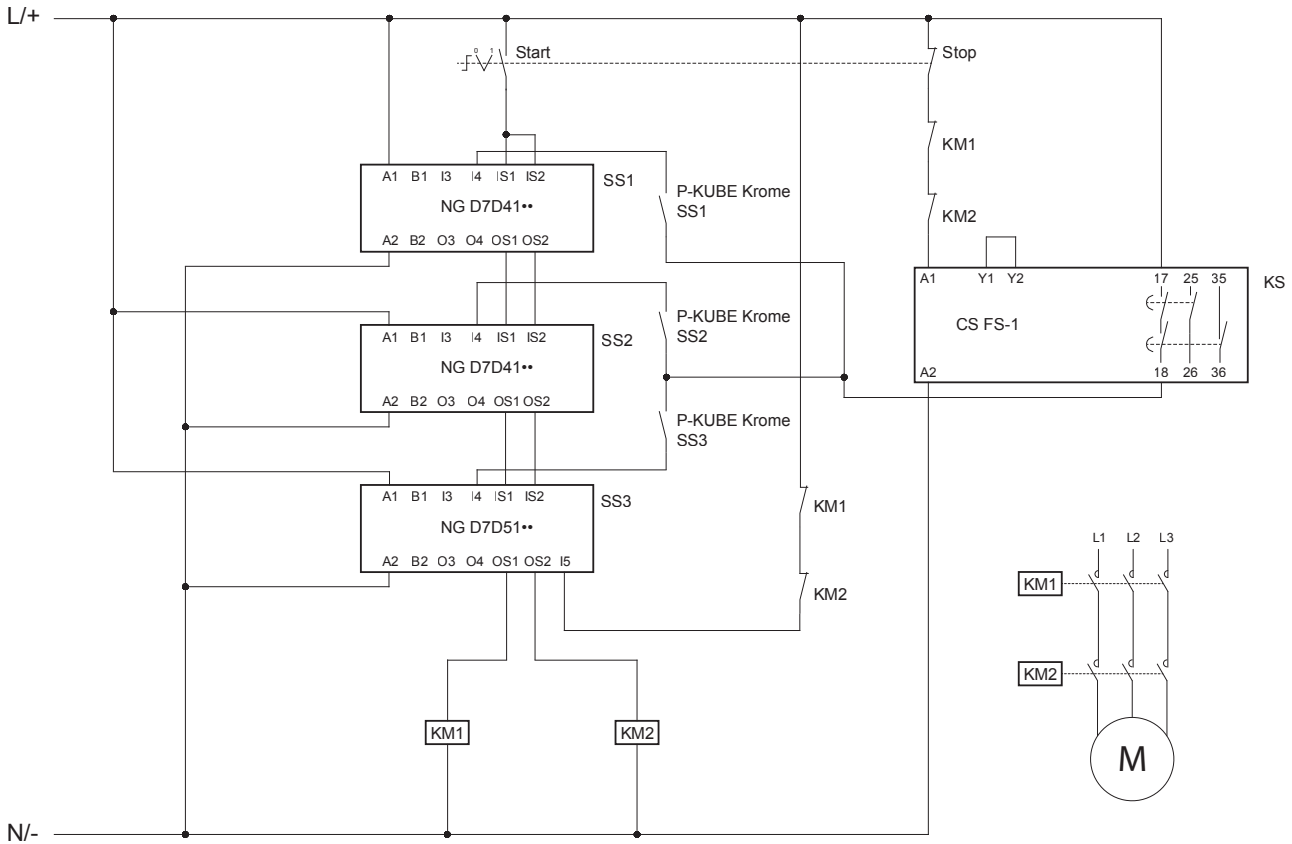 L/+
0 1 Start
Stop
KM1
A1 B1 I3 I4 IS1 IS2
SS1
NG D7D41••
A2 B2 O3 O4 OS1 OS2
P-KUBE Krome
SS1
KM2
A1 Y1 Y2 17 25 35
KS
CS FS-1
A2 18 26 36
A1 B1 I3 I4 IS1 IS2
SS2
NG D7D41••
A2 B2 O3 O4 OS1 OS2
P-KUBE Krome
SS2
P-KUBE Krome
SS3
A1 B1 I3 I4 IS1 IS2
SS3
NG D7D51••
A2 B2 O3 O4 OS1 OS2 I5
KM1
KM2
L1 L2 L3
KM1
KM2
M
KM1
KM2
N/-